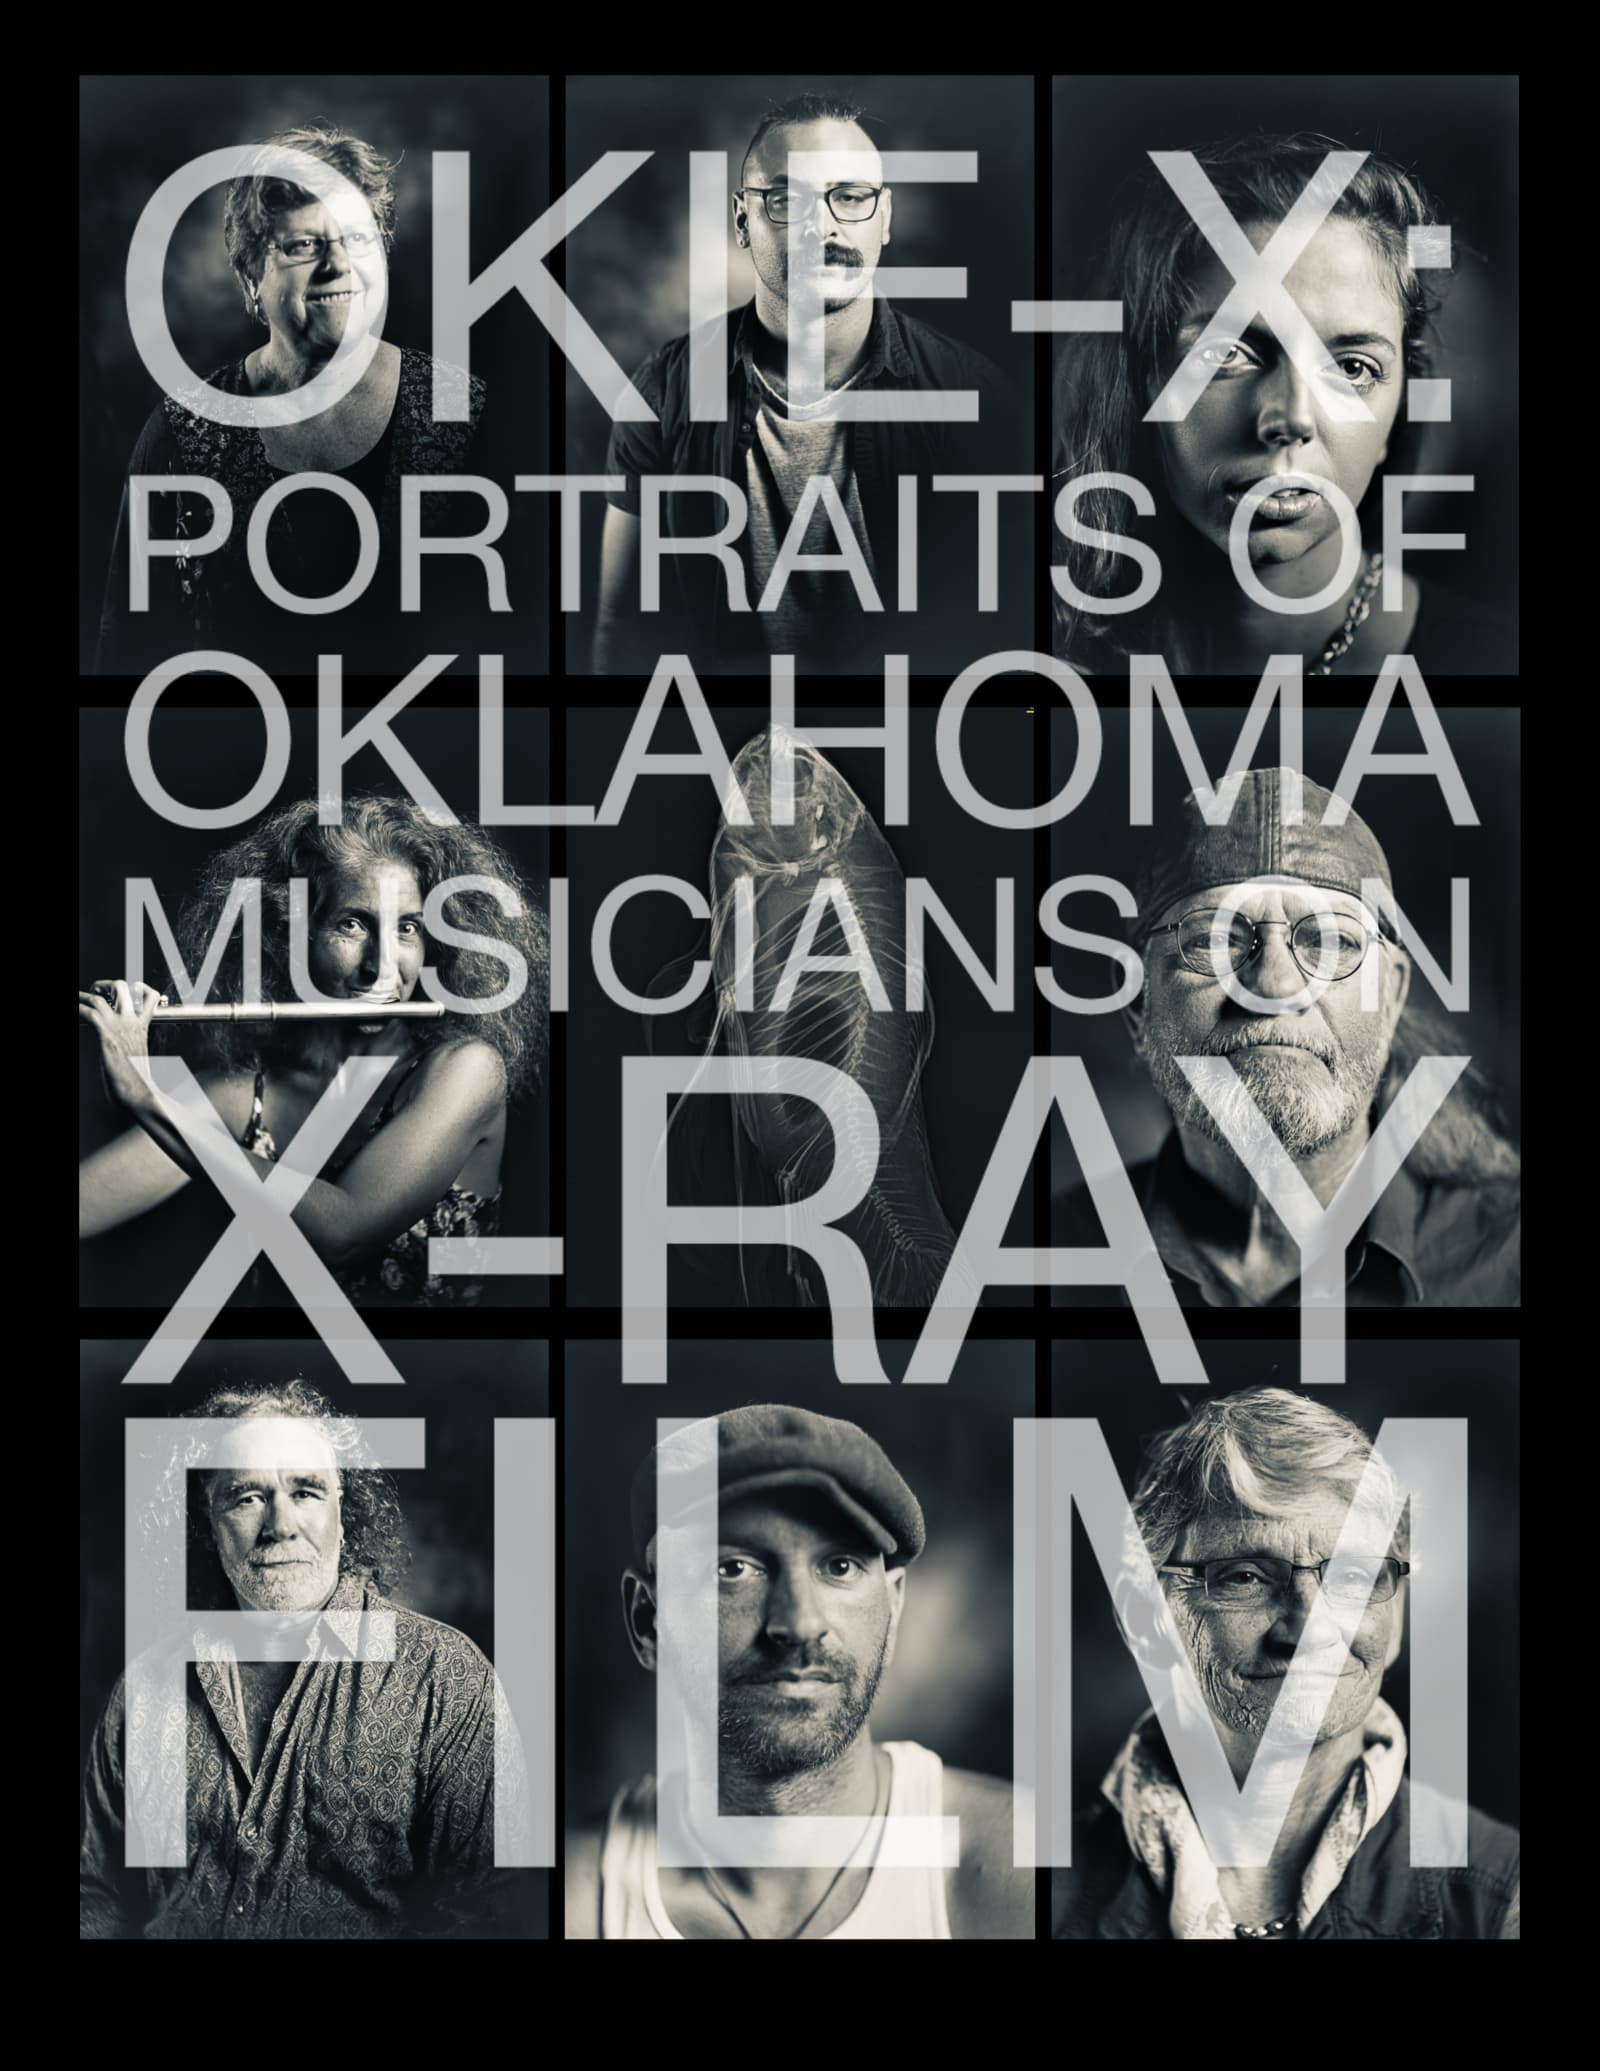 OKIE-X:
PORTRAITS OF
OKLAHOMA
MUSICIANS ON
X-RAY
FILM